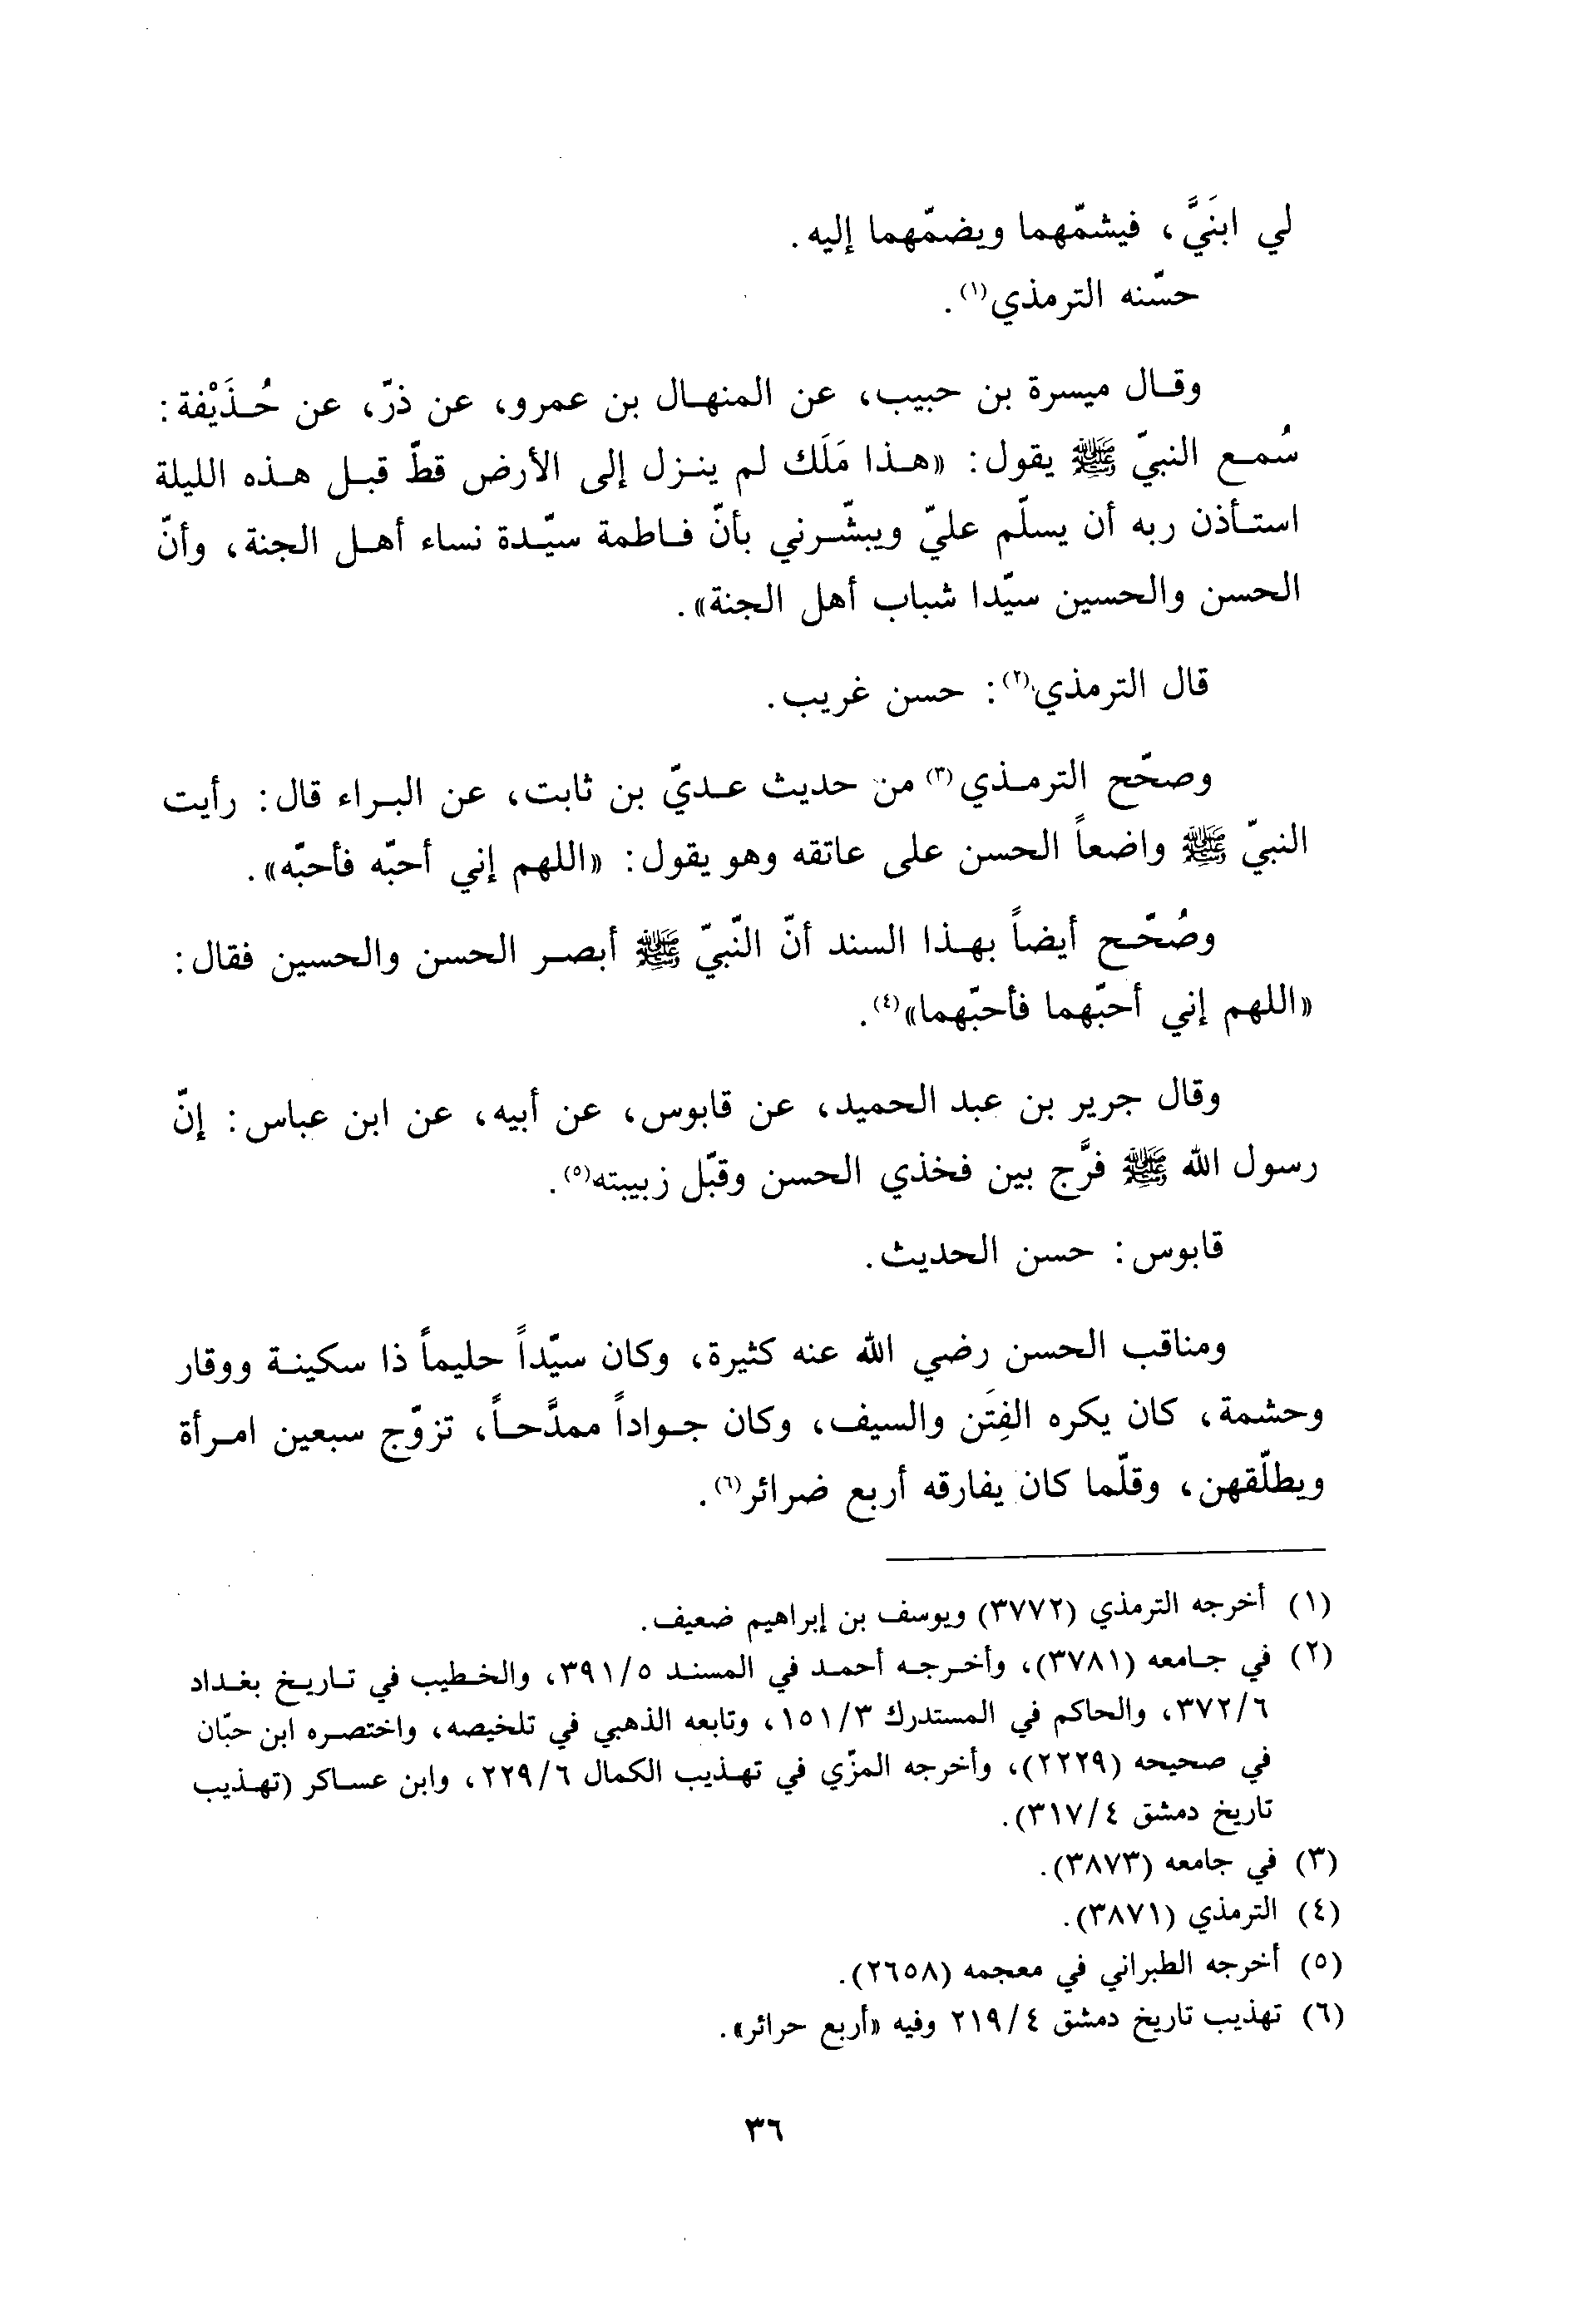 لي ابنَيَّ، فيشمّهما ويضمّهما إليه.
حسّنه الترمذي(١).
وقال ميسرة بن حبيب، عن المنهال بن عمرو، عن ذرّ، عن حُذَيْفة:
سُمع النبيّ ﷺ يقول: «هذا مَلَك لم ينزل إلى الأرض قطّ قبل هذه الليلة
استأذن ربه أن يسلّم عليّ ويبشّرني بأنّ فاطمة سيّدة نساء أهل الجنة، وأنّ
الحسن والحسين سيّدا شباب أهل الجنة».
قال الترمذي(٢): حسن غريب.
وصحّح الترمذي(٣) من حديث عديّ بن ثابت، عن البراء قال: رأيت
النبيّ ﷺ واضعاً الحسن على عاتقه وهو يقول: «اللهم إني أحبّه فأحبّه».
وصُحّح أيضاً بهذا السند أنّ النّبيّ ﷺ أبصر الحسن والحسين فقال:
«اللهم إني أحبّهما فأحبّهما»(٤).
وقال جرير بن عبد الحميد، عن قابوس، عن أبيه، عن ابن عباس: إنّ
رسول الله ﷺ فرَّج بين فخذي الحسن وقبّل زبيبته(٥).
قابوس: حسن الحديث.
ومناقب الحسن رضي الله عنه كثيرة، وكان سيّداً حليماً ذا سكينة ووقار
وحشمة، كان يكره الفِتَن والسيف، وكان جواداً ممدَّحاً، تزوّج سبعين امرأة
ويطلّقهن، وقلّما كان يفارقه أربع ضرائر(٦).
(١) أخرجه الترمذي (٣٧٧٢) ويوسف بن إبراهيم ضعيف.
(٢) في جامعه (٣٧٨١)، وأخرجه أحمد في المسند ٣٩١/٥، والخطيب في تاريخ بغداد
٣٧٢/٦، والحاكم في المستدرك ١٥١/٣، وتابعه الذهبي في تلخيصه، واختصره ابن حبّان
في صحيحه (٢٢٢٩)، وأخرجه المزّي في تهذيب الكمال ٢٢٩/٦، وابن عساكر (تهذيب
تاريخ دمشق ٣١٧/٤).
(٣) في جامعه (٣٨٧٣).
(٤) الترمذي (٣٨٧١).
(٥) أخرجه الطبراني في معجمه (٢٦٥٨).
(٦) تهذيب تاريخ دمشق ٢١٩/٤ وفيه «أربع حرائر».
٣٦